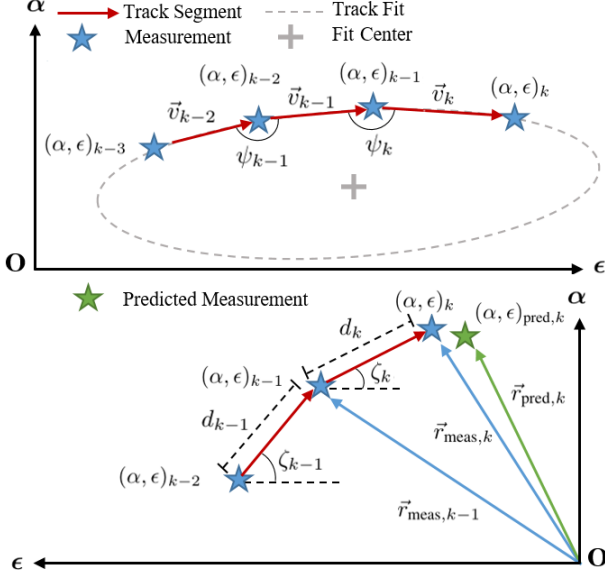 α
Track Segment
Track Fit
Measurement
Fit Center
(α, ϵ)ₖ₋₂
(α, ϵ)ₖ₋₁
(α, ϵ)ₖ
v⃗ₖ₋₂
v⃗ₖ₋₁
v⃗ₖ
(α, ϵ)ₖ₋₃
ψₖ₋₁
ψₖ
O
ϵ
Predicted Measurement
(α, ϵ)ₖ
α
(α, ϵ)pred,k
dₖ
(α, ϵ)ₖ₋₁
ζₖ
r⃗pred,k
dₖ₋₁
r⃗meas,k
(α, ϵ)ₖ₋₂
ζₖ₋₁
r⃗meas,k−1
ϵ
O